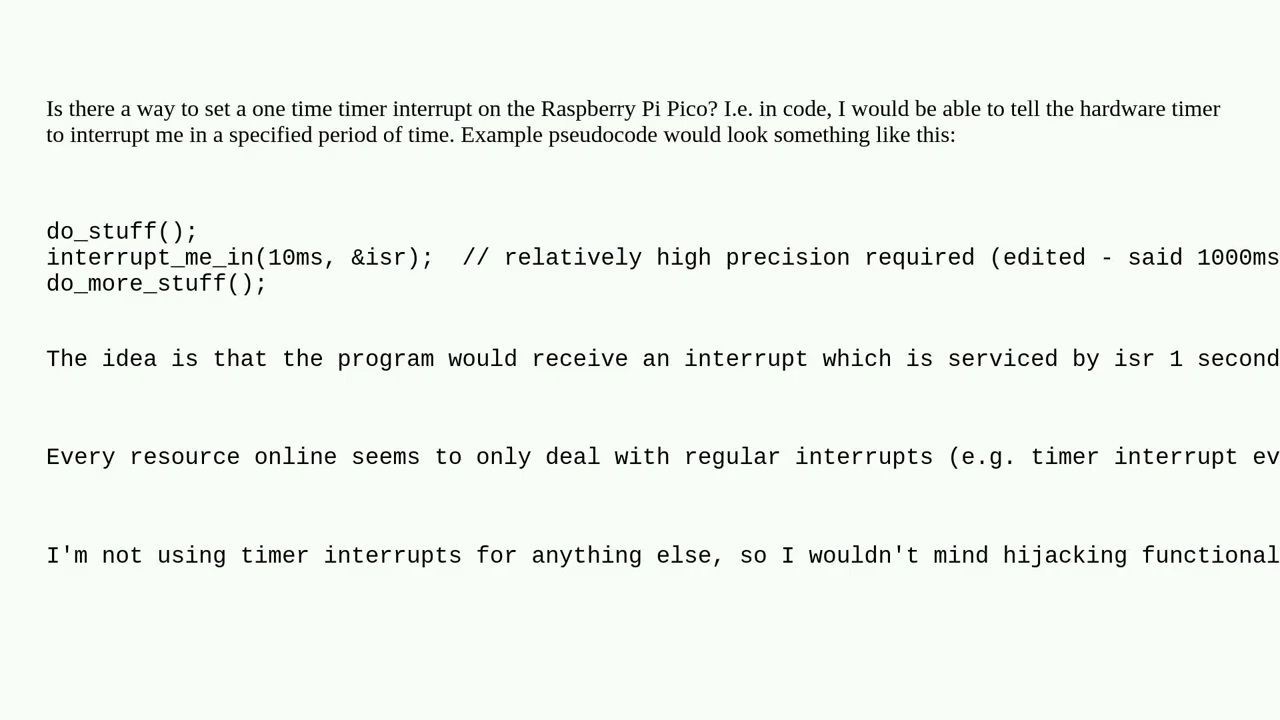 Is there a way to set a one time timer interrupt on the Raspberry Pi Pico? I.e. in code, I would be able to tell the hardware timer
to interrupt me in a specified period of time. Example pseudocode would look something like this:
do_stuff();
interrupt_me_in(10ms, &isr);  // relatively high precision required (edited - said 1000ms
do_more_stuff();
The idea is that the program would receive an interrupt which is serviced by isr 1 second
Every resource online seems to only deal with regular interrupts (e.g. timer interrupt ev
I'm not using timer interrupts for anything else, so I wouldn't mind hijacking functional